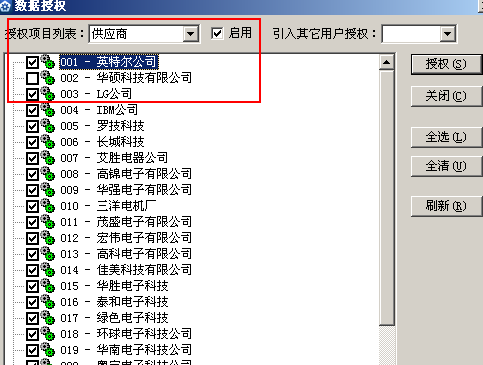 数据授权
授权项目列表： 供应商 启用 引入其它用户授权：
授权(S)
关闭(C)
全选(L)
全清(U)
刷新(R)
001 - 英特尔公司
002 - 华硕科技有限公司
003 - LG公司
004 - IBM公司
005 - 罗技科技
006 - 长城科技
007 - 艾胜电器公司
008 - 高锦电子有限公司
009 - 华强电子有限公司
010 - 三洋电机厂
011 - 茂盛电子有限公司
012 - 宏伟电子有限公司
013 - 高科电子有限公司
014 - 佳美科技有限公司
015 - 华胜电子科技
016 - 泰和电子科技
017 - 绿色电子科技
018 - 环球电子科技公司
019 - 华南电子科技公司